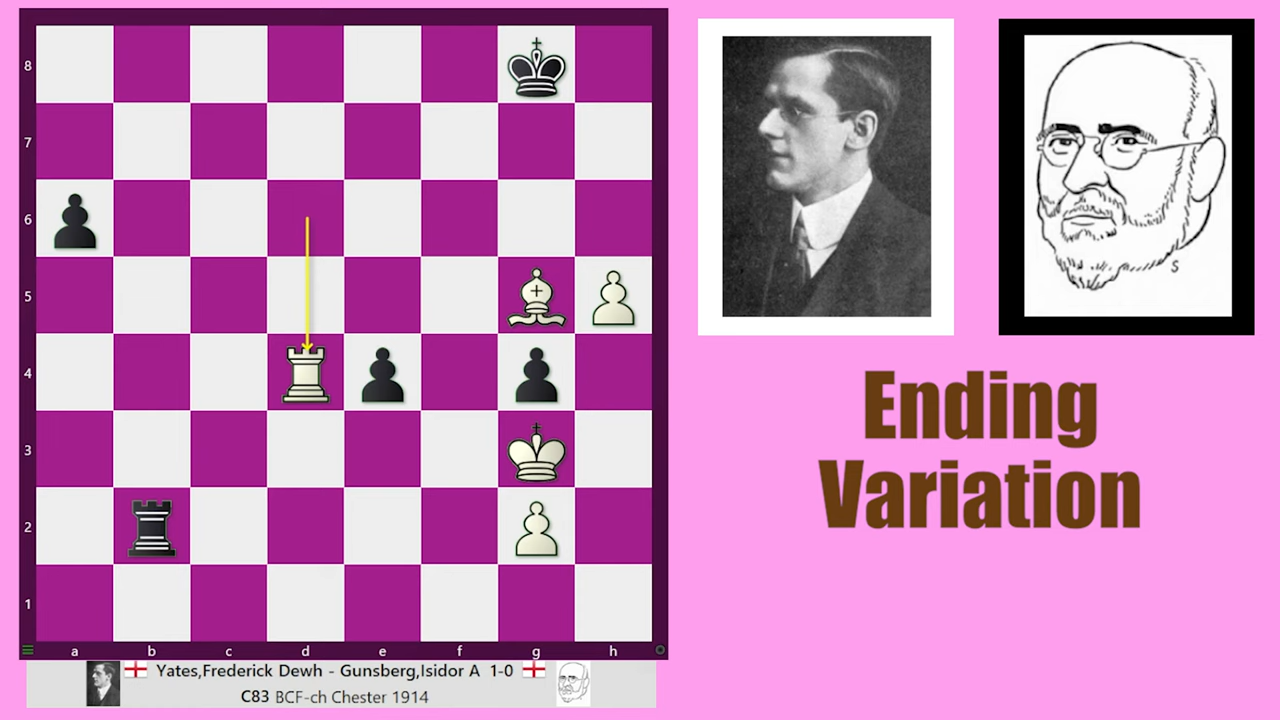 8
7
6
5
4
3
2
1
a b c d e f g h
Yates,Frederick Dewh - Gunsberg,Isidor A 1-0
C83 BCF-ch Chester 1914
S
Ending
Variation